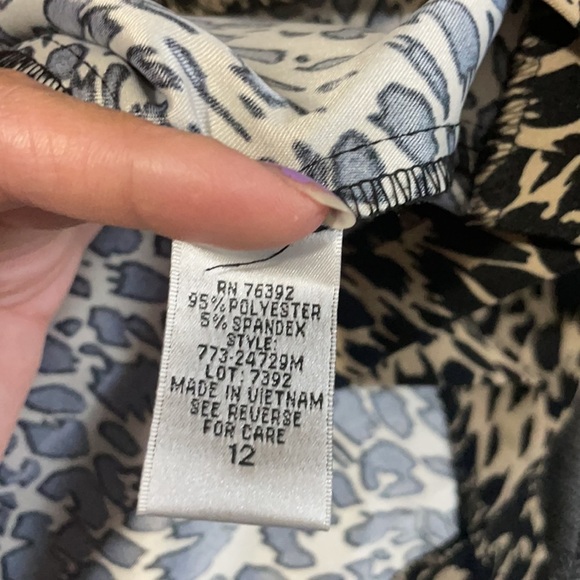 RN 76392
95% POLYESTER
5% SPANDEX
STYLE:
773-24729M
LOT: 7392
MADE IN VIETNAM
SEE REVERSE
FOR CARE
12